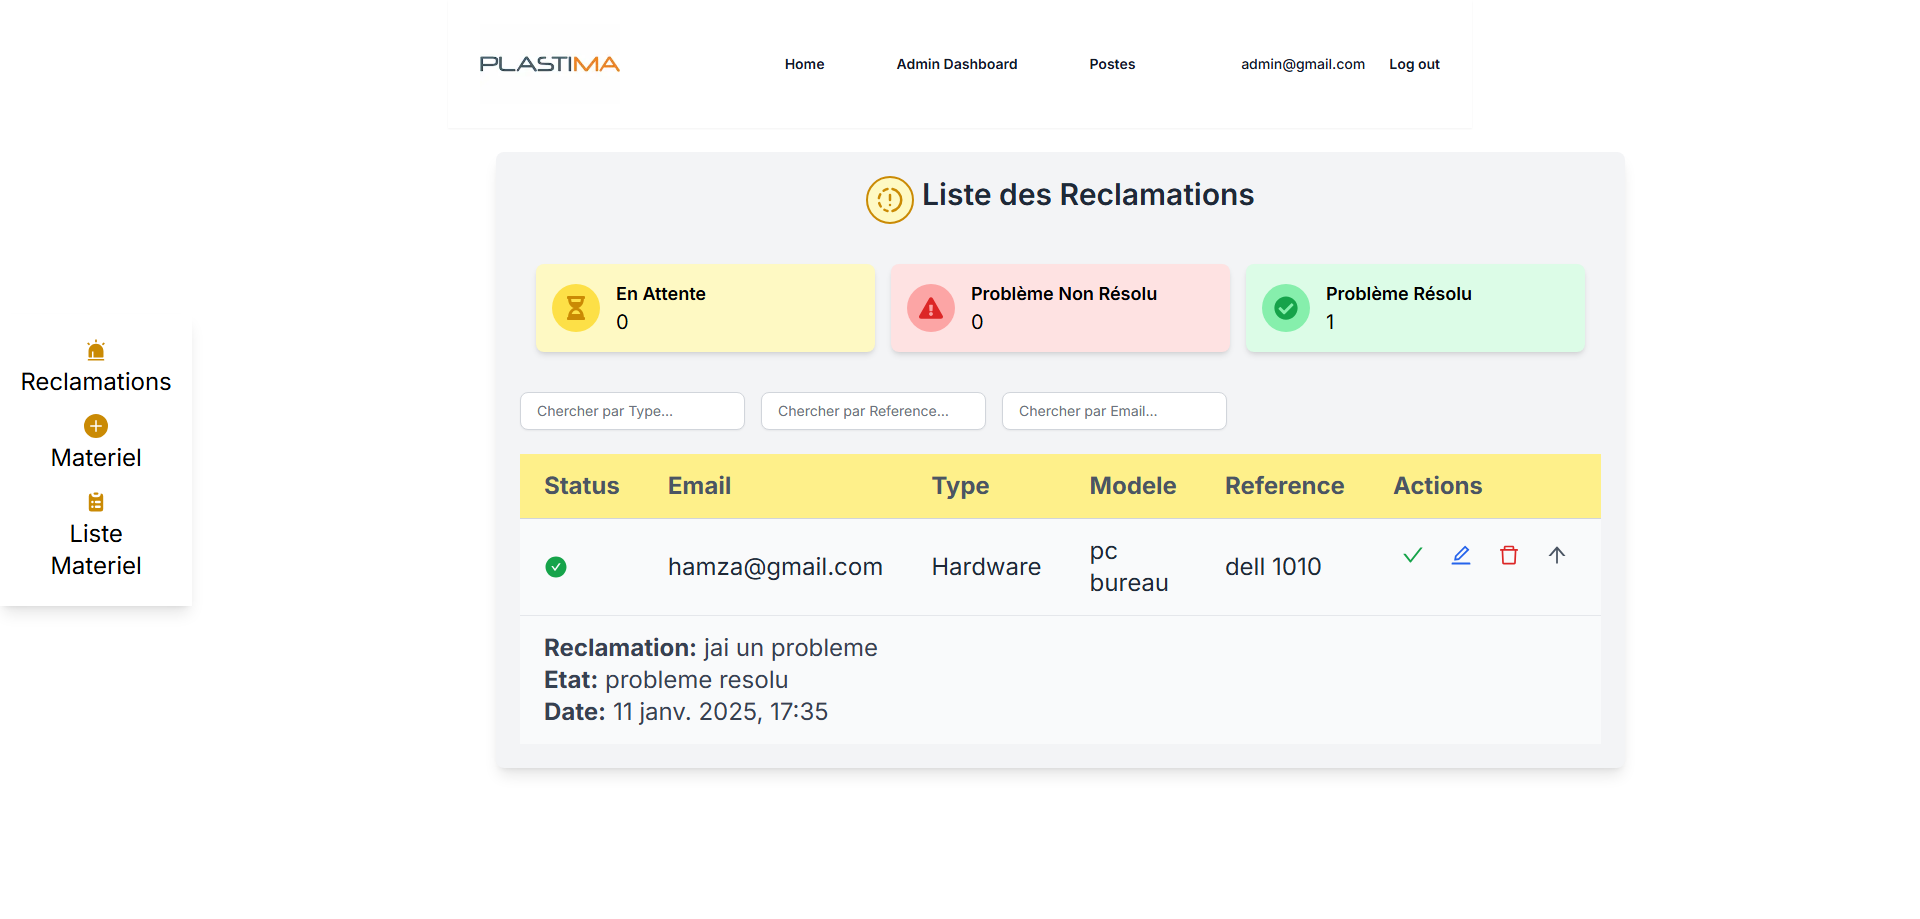 PLASTIMA
Home
Admin Dashboard
Postes
admin@gmail.com
Log out
Reclamations
Materiel
Liste
Materiel
Liste des Reclamations
En Attente
0
Problème Non Résolu
0
Problème Résolu
1
Chercher par Type...
Chercher par Reference...
Chercher par Email...
Status Email Type Modele Reference Actions
hamza@gmail.com Hardware pc bureau dell 1010
Reclamation: jai un probleme
Etat: probleme resolu
Date: 11 janv. 2025, 17:35